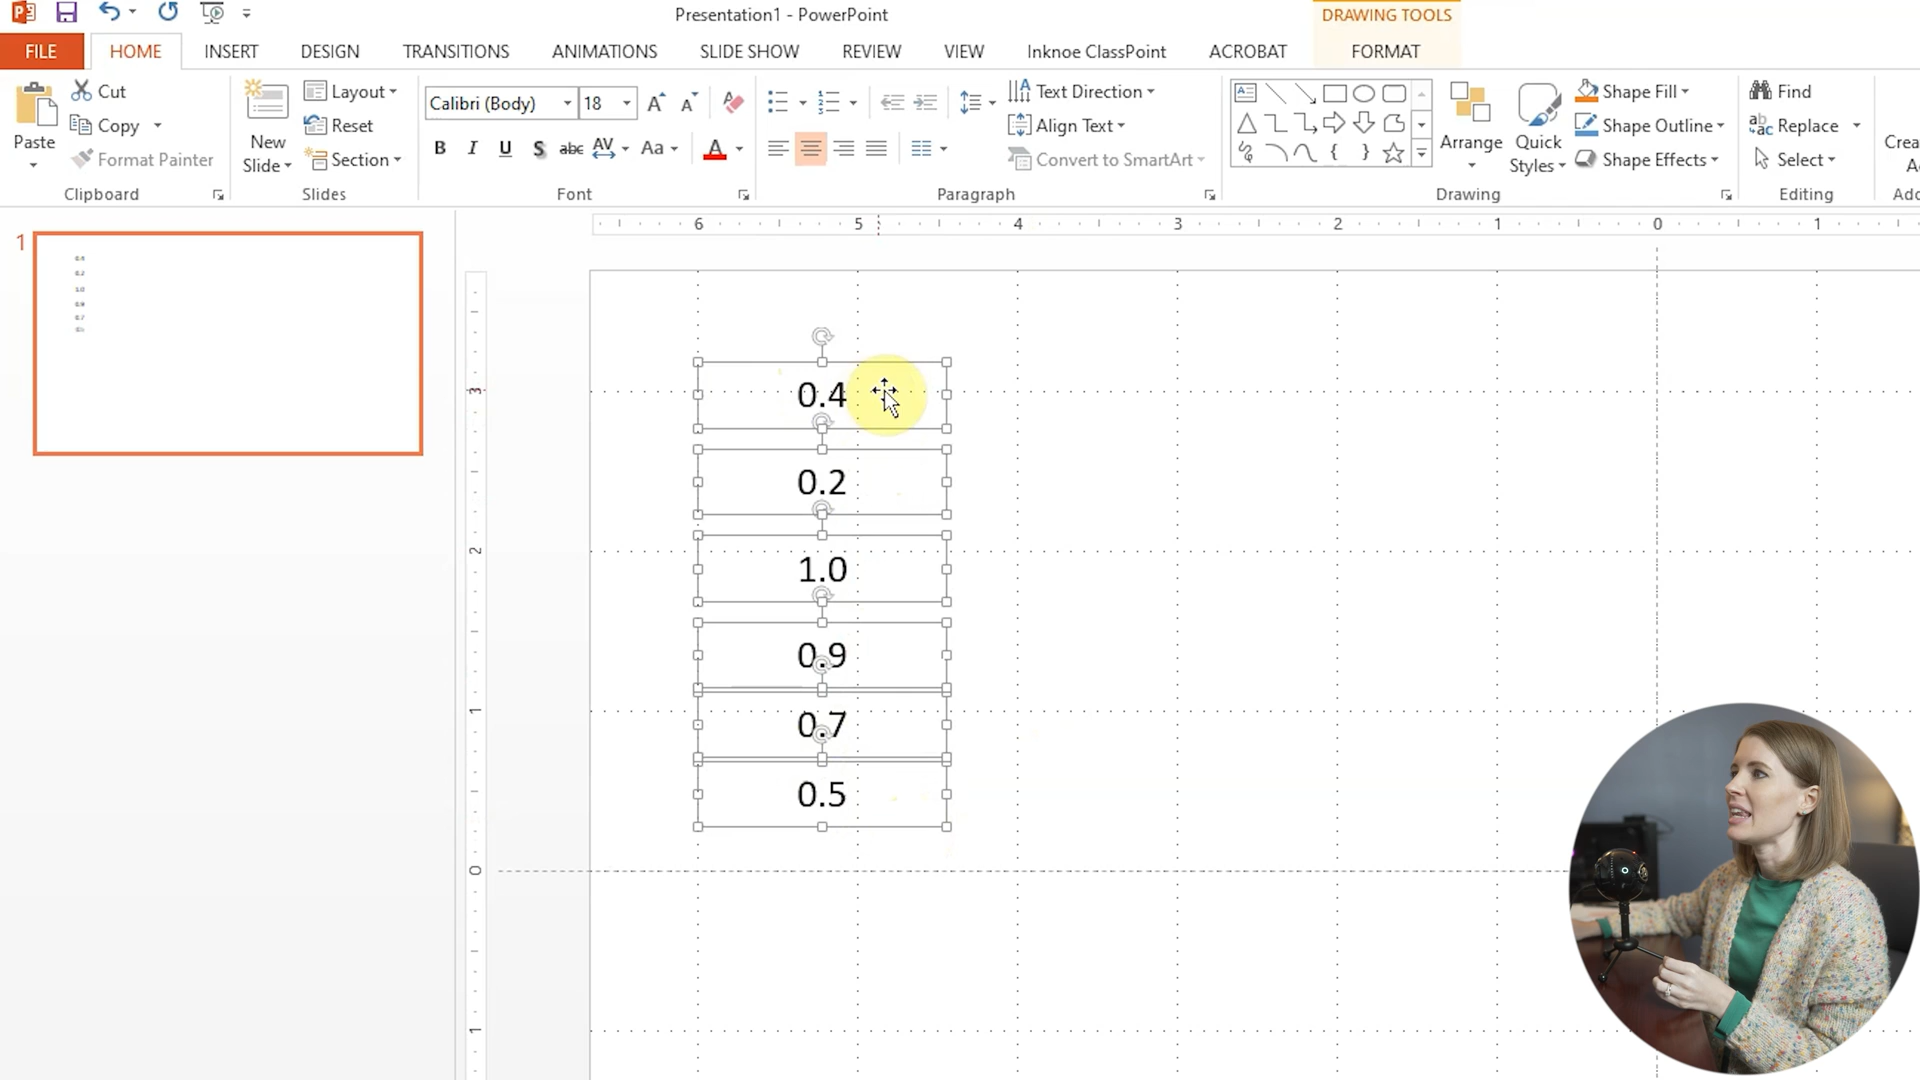 Presentation1 - PowerPoint
DRAWING TOOLS
FILE HOME INSERT DESIGN TRANSITIONS ANIMATIONS SLIDE SHOW REVIEW VIEW Inknoe ClassPoint ACROBAT FORMAT
Paste
Cut
Copy
Format Painter
Clipboard
New
Slide
Layout
Reset
Section
Slides
Calibri (Body) 18
B I U S abc AV Aa A
Font
Text Direction
Align Text
Convert to SmartArt
Paragraph
Arrange
Quick
Styles
Shape Fill
Shape Outline
Shape Effects
Drawing
Find
Replace
Select
Editing
6 5 4 3 2 1 0 1
3
2
1
0
1
1
0.4
0.2
1.0
0.9
0.7
0.5